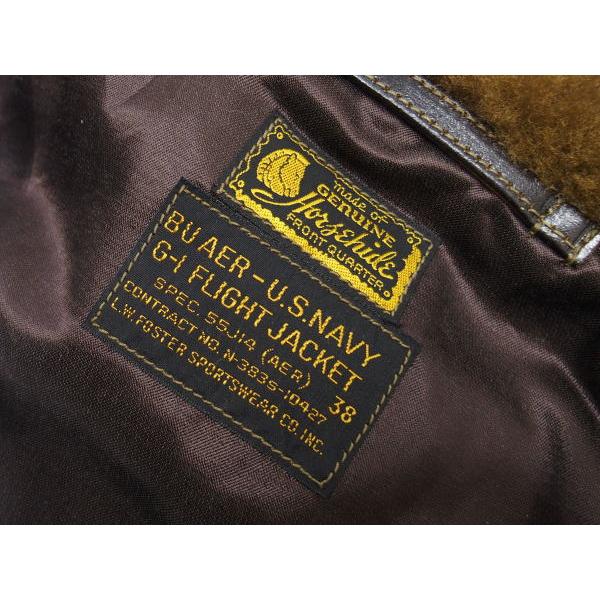 made of
GENUINE
Horsehide
FRONT QUARTER
BU AER - U.S. NAVY
G-1 FLIGHT JACKET
SPEC. 55J14 (AER) 38
CONTRACT NO. N-383S-10427
L.W. FOSTER SPORTSWEAR CO. INC.